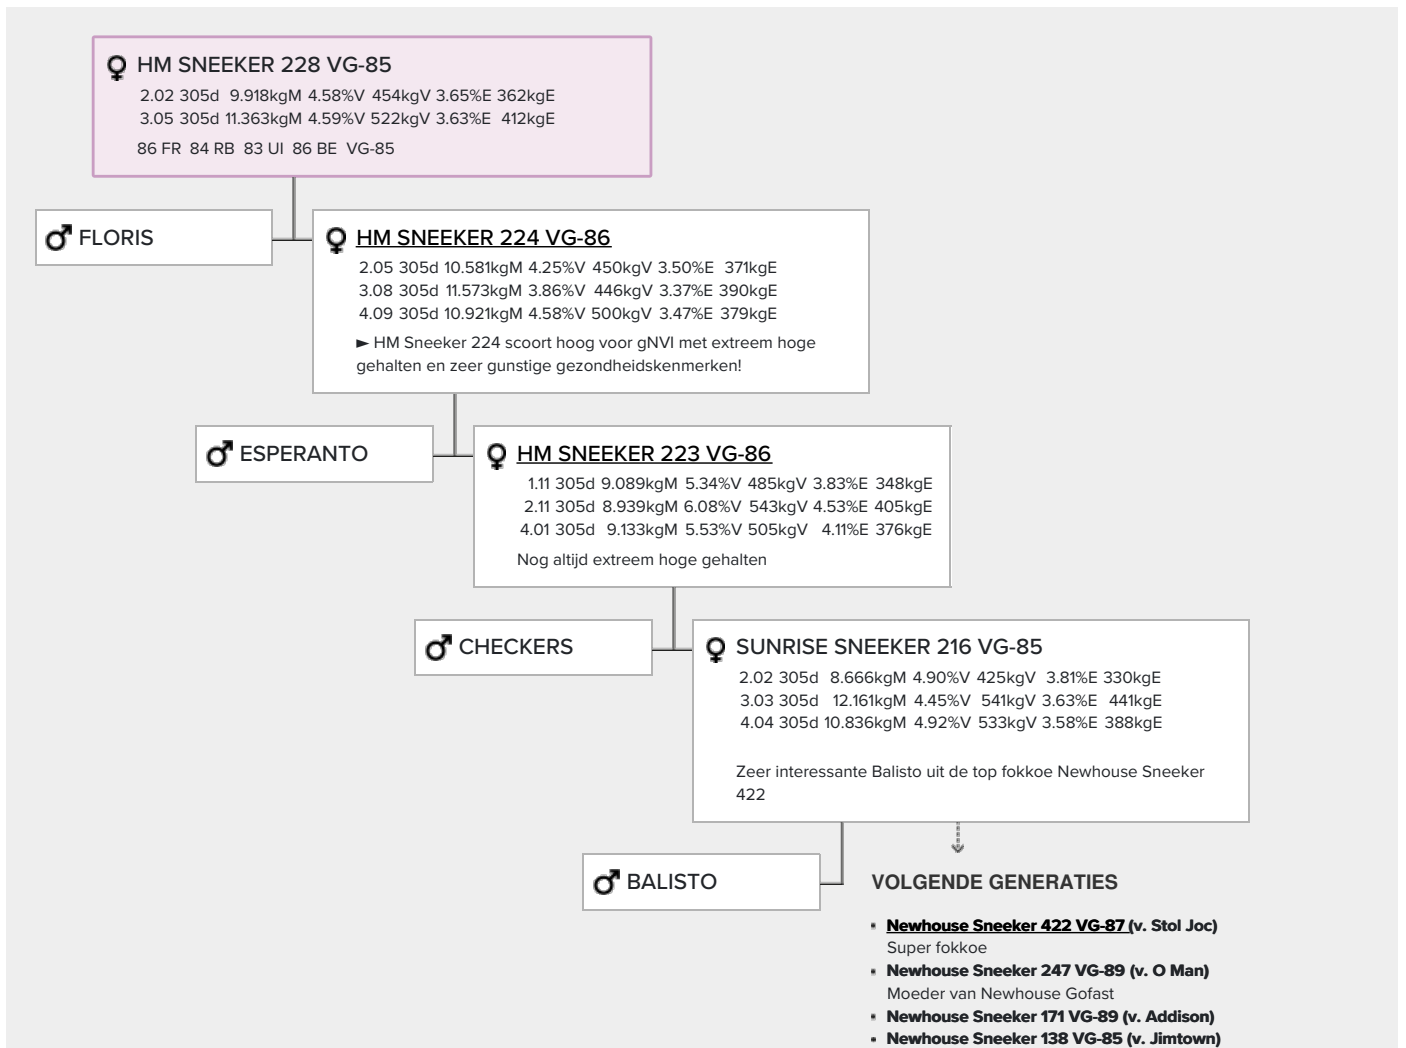 HM SNEEKER 228 VG-85
2.02 305d 9.918kgM 4.58%V 454kgV 3.65%E 362kgE
3.05 305d 11.363kgM 4.59%V 522kgV 3.63%E 412kgE
86 FR 84 RB 83 UI 86 BE VG-85
FLORIS
HM SNEEKER 224 VG-86
2.05 305d 10.581kgM 4.25%V 450kgV 3.50%E 371kgE
3.08 305d 11.573kgM 3.86%V 446kgV 3.37%E 390kgE
4.09 305d 10.921kgM 4.58%V 500kgV 3.47%E 379kgE
► HM Sneeker 224 scoort hoog voor gNVI met extreem hoge
gehalten en zeer gunstige gezondheidskenmerken!
ESPERANTO
HM SNEEKER 223 VG-86
1.11 305d 9.089kgM 5.34%V 485kgV 3.83%E 348kgE
2.11 305d 8.939kgM 6.08%V 543kgV 4.53%E 405kgE
4.01 305d 9.133kgM 5.53%V 505kgV 4.11%E 376kgE
Nog altijd extreem hoge gehalten
CHECKERS
SUNRISE SNEEKER 216 VG-85
2.02 305d 8.666kgM 4.90%V 425kgV 3.81%E 330kgE
3.03 305d 12.161kgM 4.45%V 541kgV 3.63%E 441kgE
4.04 305d 10.836kgM 4.92%V 533kgV 3.58%E 388kgE
Zeer interessante Balisto uit de top fokkoe Newhouse Sneeker
422
BALISTO
VOLGENDE GENERATIES
▪ Newhouse Sneeker 422 VG-87 (v. Stol Joc)
Super fokkoe
▪ Newhouse Sneeker 247 VG-89 (v. O Man)
Moeder van Newhouse Gofast
▪ Newhouse Sneeker 171 VG-89 (v. Addison)
▪ Newhouse Sneeker 138 VG-85 (v. Jimtown)